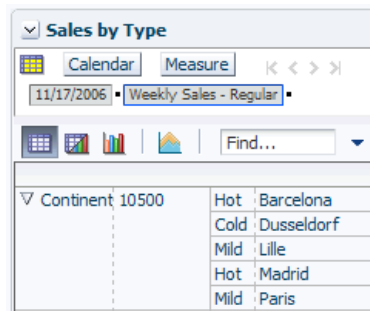 Sales by Type
Calendar Measure
11/17/2006 Weekly Sales - Regular
Find...
Continent 10500 Hot Barcelona
Cold Dusseldorf
Mild Lille
Hot Madrid
Mild Paris